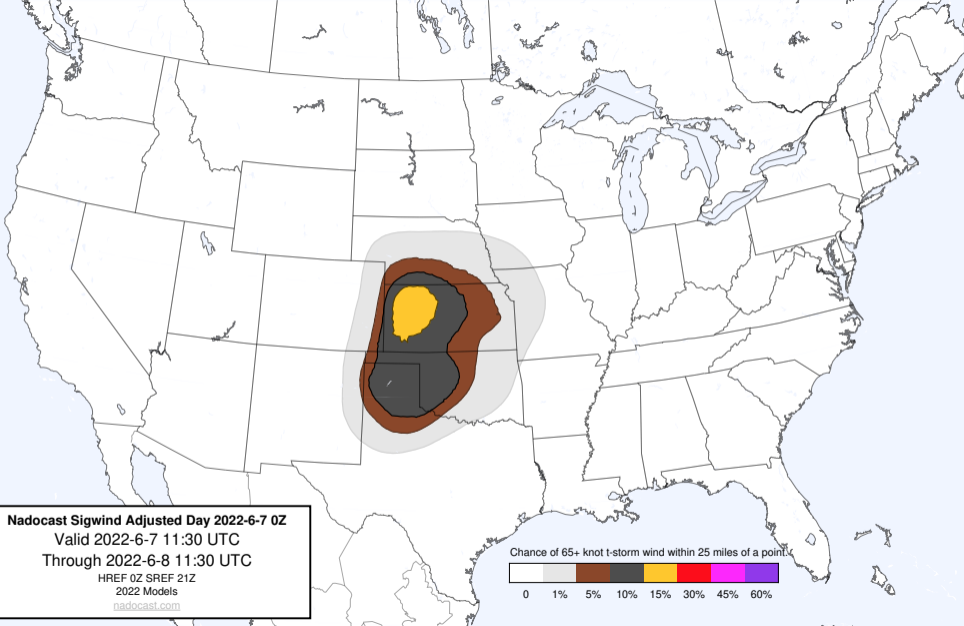 Nadocast Sigwind Adjusted Day 2022-6-7 0Z
Valid 2022-6-7 11:30 UTC
Through 2022-6-8 11:30 UTC
HREF 0Z SREF 21Z
2022 Models
nadocast.com
Chance of 65+ knot t-storm wind within 25 miles of a point.
0 1% 5% 10% 15% 30% 45% 60%